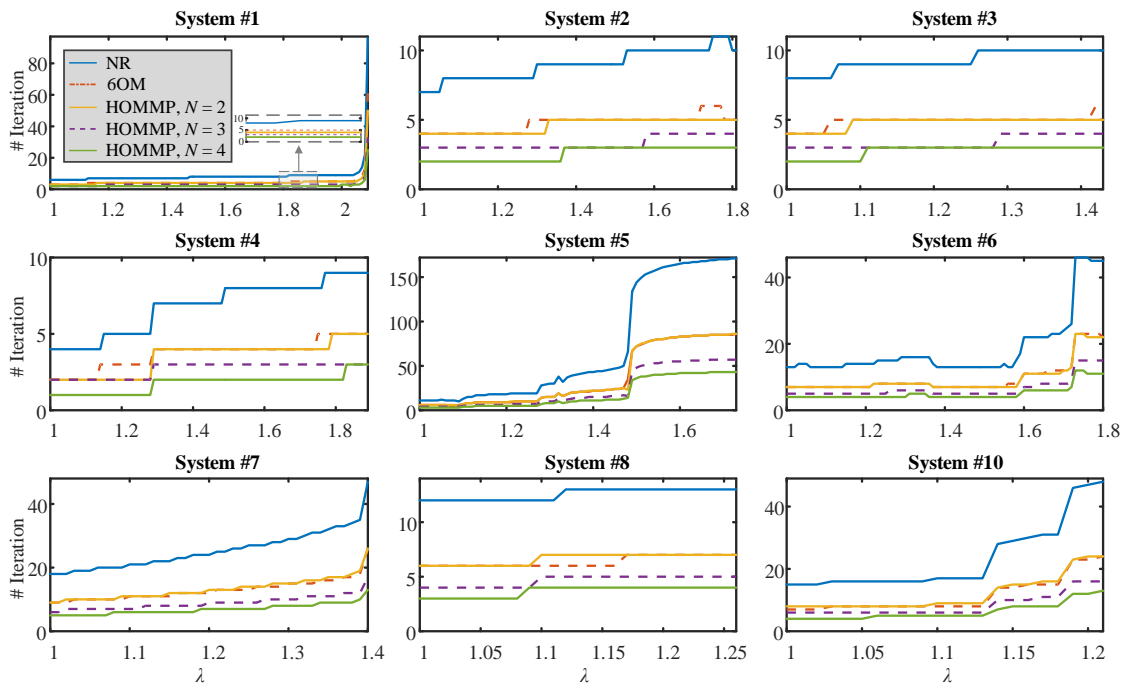 System #1
System #2
System #3
# Iteration
80
60
40
20
0
NR
6OM
HOMMP, N = 2
HOMMP, N = 3
HOMMP, N = 4
10
5
0
1 1.2 1.4 1.6 1.8 2
10
5
0
1 1.2 1.4 1.6 1.8
10
5
0
1 1.1 1.2 1.3 1.4
System #4
System #5
System #6
# Iteration
10
5
0
1 1.2 1.4 1.6 1.8
150
100
50
0
1 1.2 1.4 1.6
40
20
0
1 1.2 1.4 1.6 1.8
System #7
System #8
System #10
# Iteration
40
20
0
1 1.1 1.2 1.3 1.4
λ
10
5
0
1 1.05 1.1 1.15 1.2 1.25
λ
40
20
0
1 1.05 1.1 1.15 1.2
λ